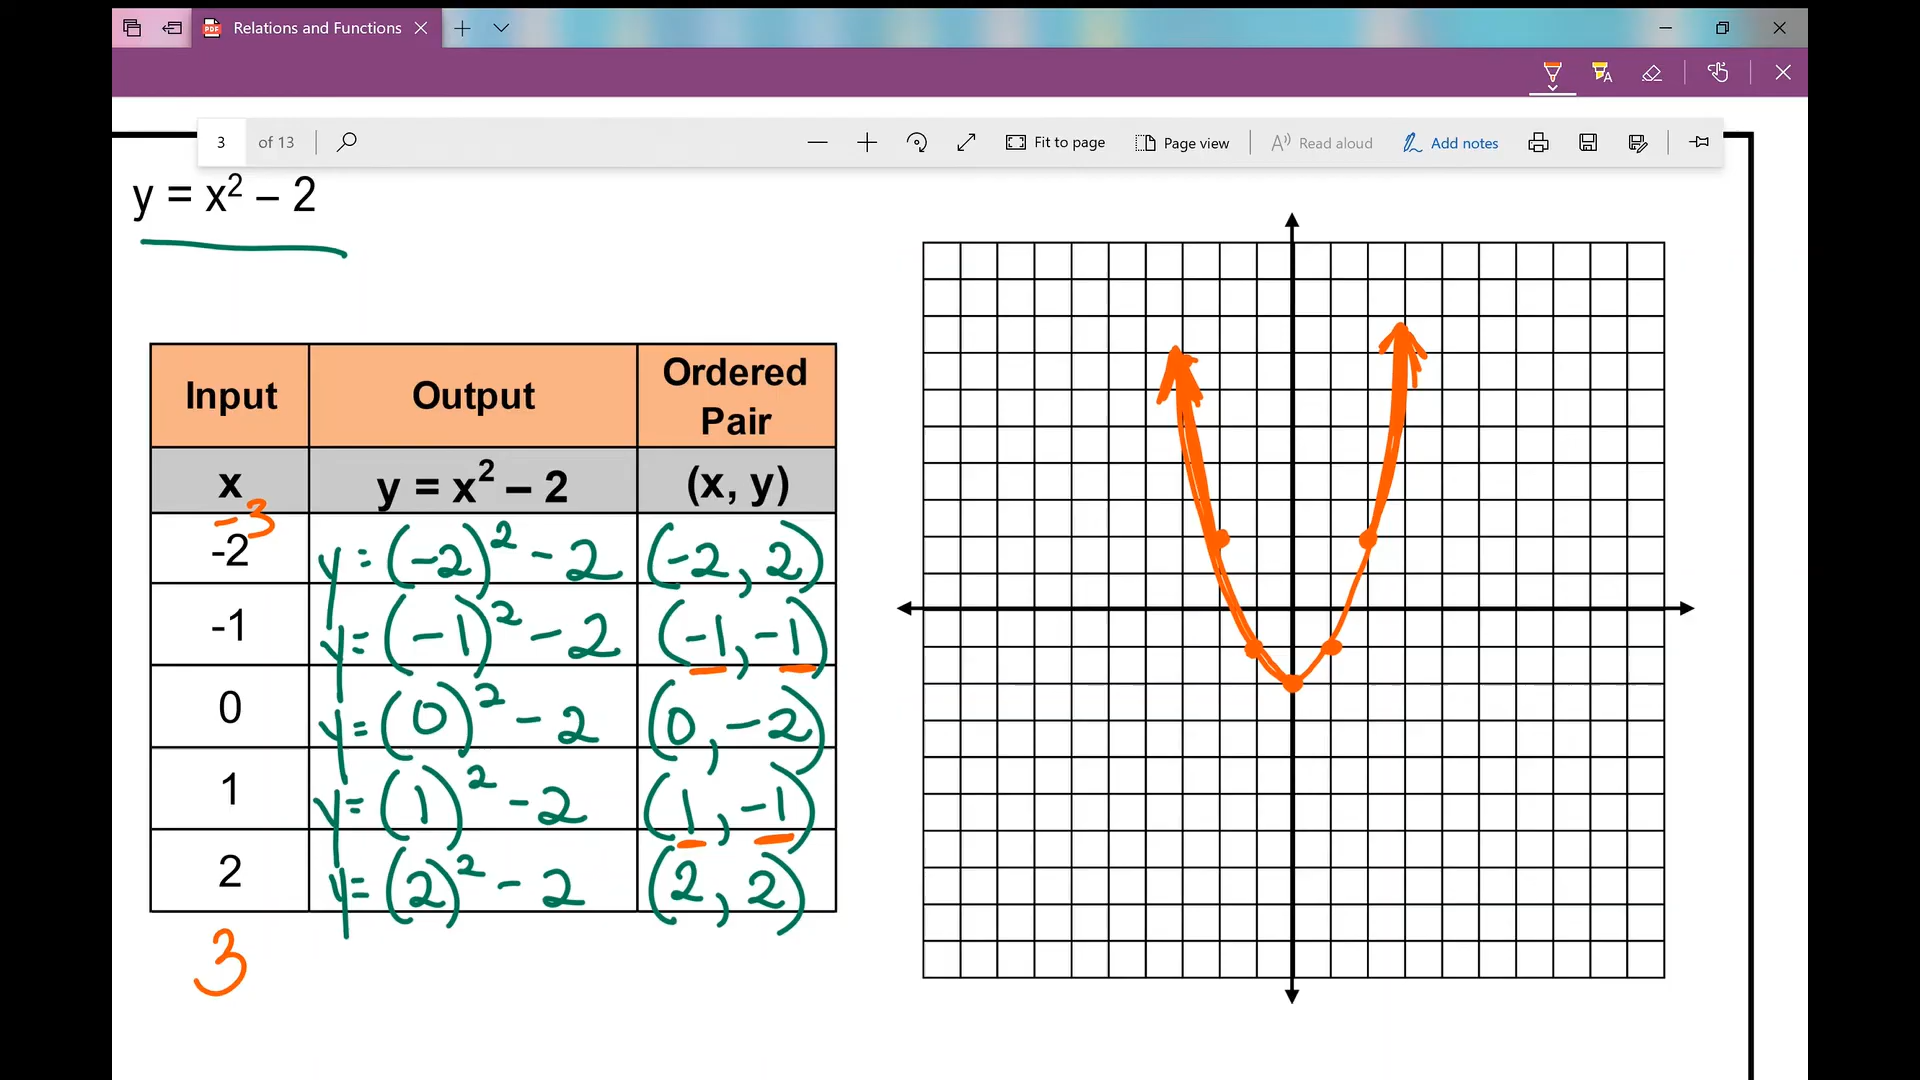 Relations and Functions
3 of 13 Fit to page Page view Read aloud Add notes
y = x² – 2
Input Output Ordered Pair
x y = x² – 2 (x, y)
-3
-2 y = (-2)² - 2 (-2, 2)
-1 y = (-1)² - 2 (-1, -1)
0 y = (0)² - 2 (0, -2)
1 y = (1)² - 2 (1, -1)
2 y = (2)² - 2 (2, 2)
3